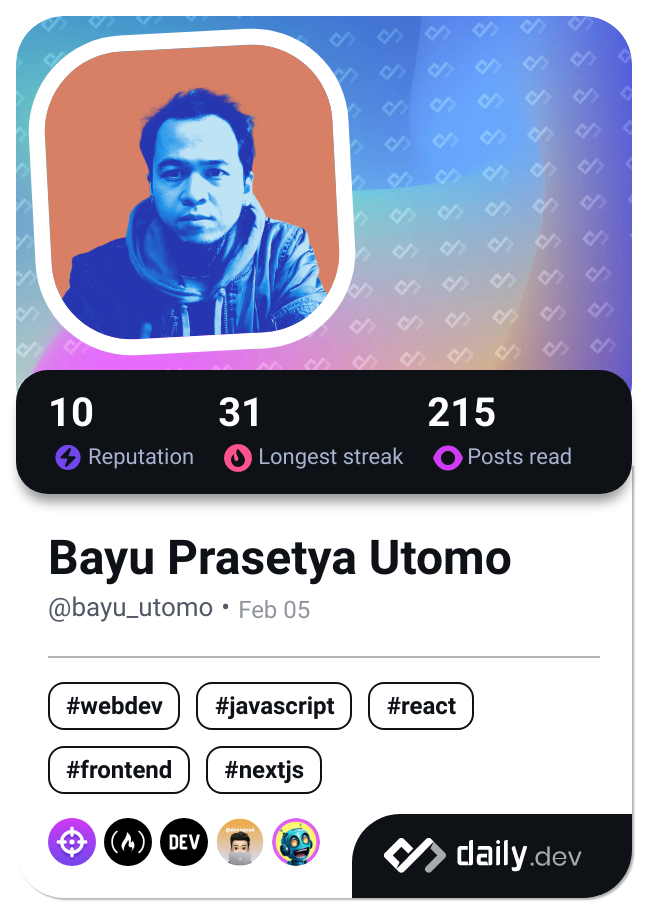 10 31 215
Reputation Longest streak Posts read
Bayu Prasetya Utomo
@bayu_utomo • Feb 05
#webdev #javascript #react
#frontend #nextjs
DEV
daily.dev